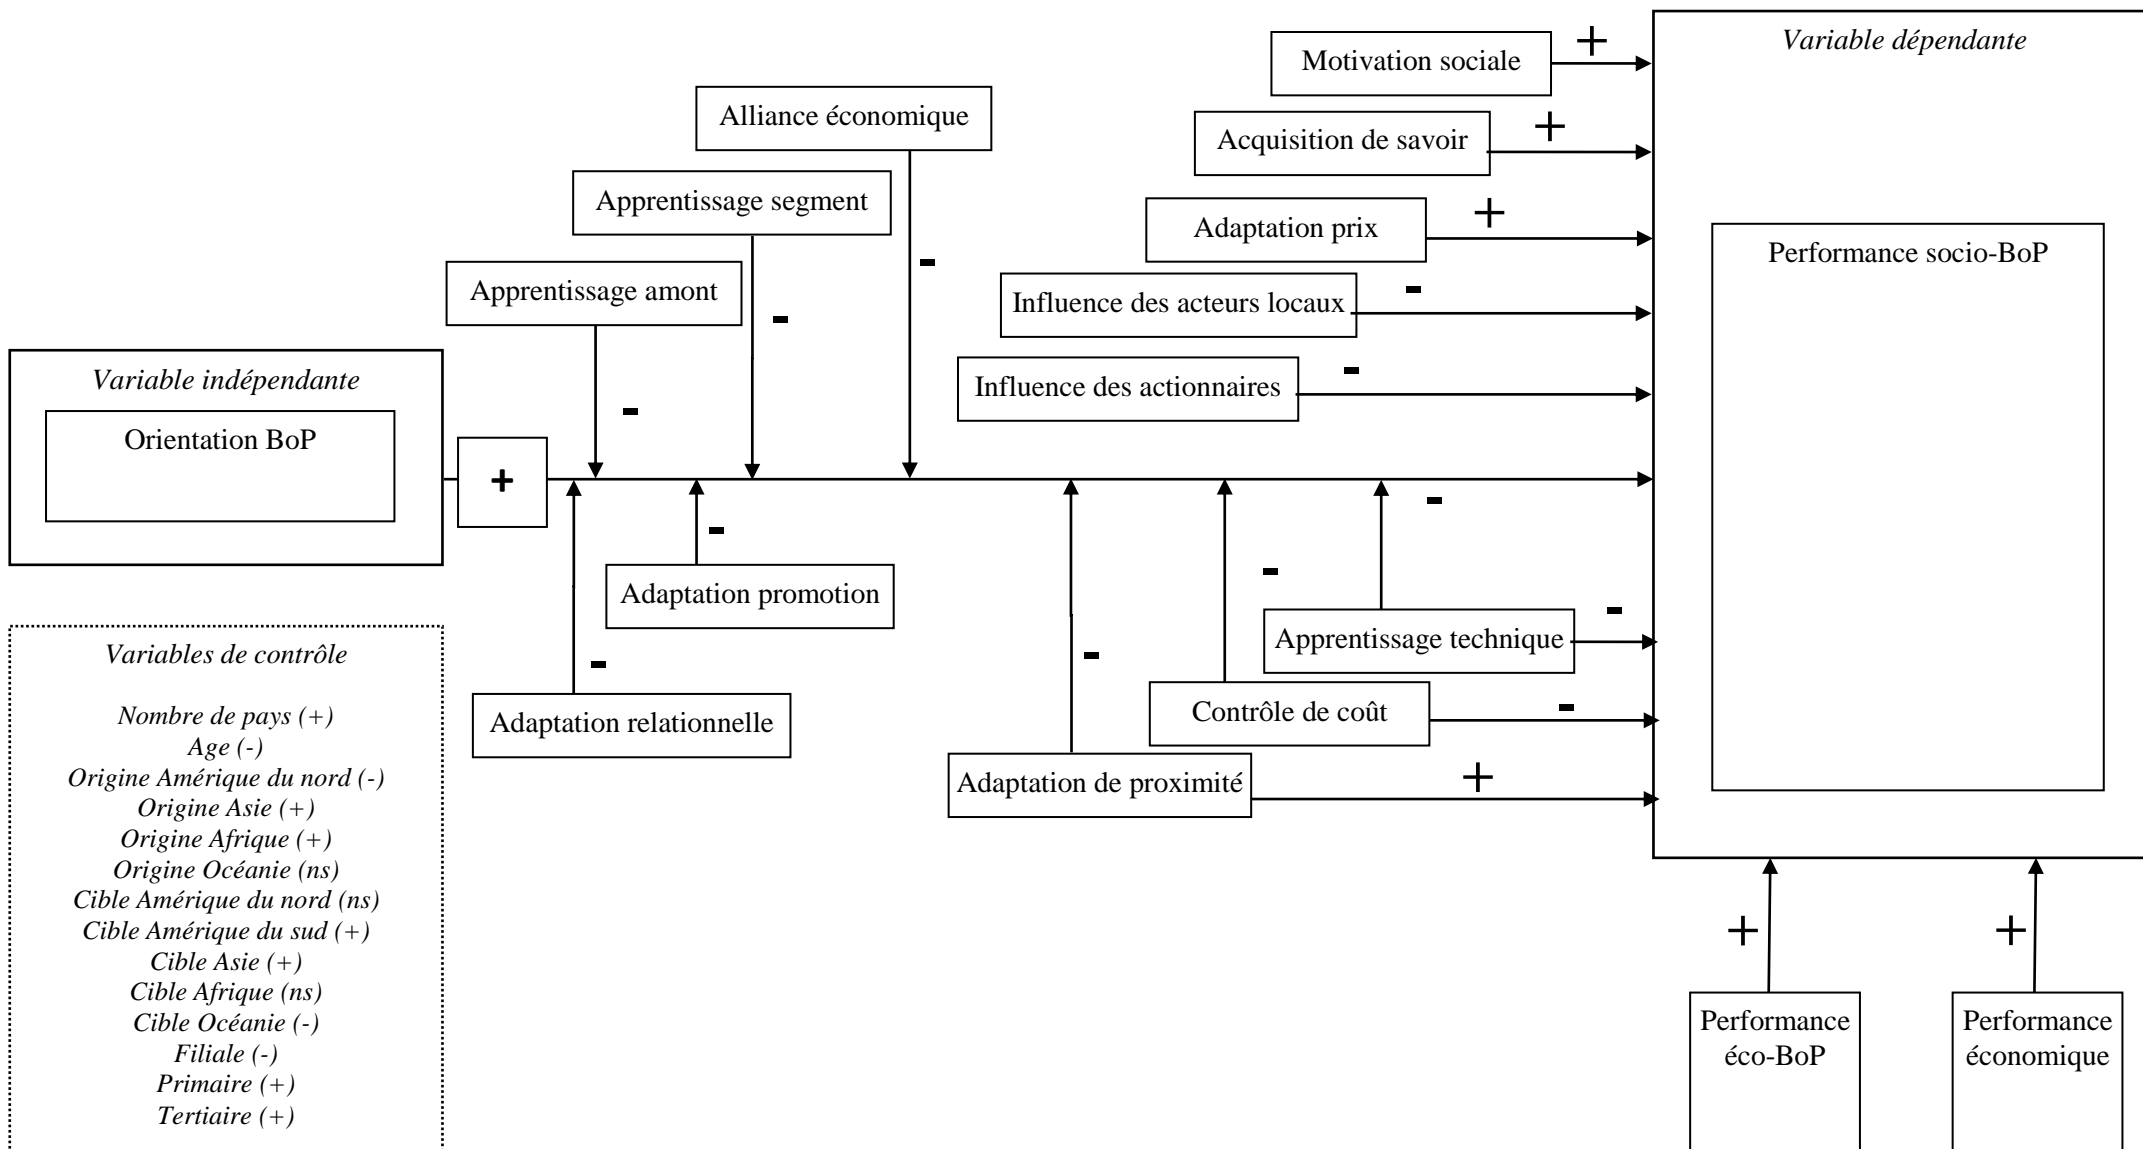 Variable dépendante
Motivation sociale
+
Alliance économique
Acquisition de savoir
+
Apprentissage segment
Adaptation prix
+
Performance socio-BoP
-
Apprentissage amont
Influence des acteurs locaux
-
-
Variable indépendante
Influence des actionnaires
-
-
Orientation BoP
+
-
-
Adaptation promotion
-
Apprentissage technique
-
Variables de contrôle
-
-
Adaptation relationnelle
Contrôle de coût
-
Adaptation de proximité
+
Nombre de pays (+)
Age (-)
Origine Amérique du nord (-)
Origine Asie (+)
Origine Afrique (+)
Origine Océanie (ns)
Cible Amérique du nord (ns)
Cible Amérique du sud (+)
Cible Asie (+)
Cible Afrique (ns)
Cible Océanie (-)
Filiale (-)
Primaire (+)
Tertiaire (+)
+
+
Performance
éco-BoP
Performance
économique